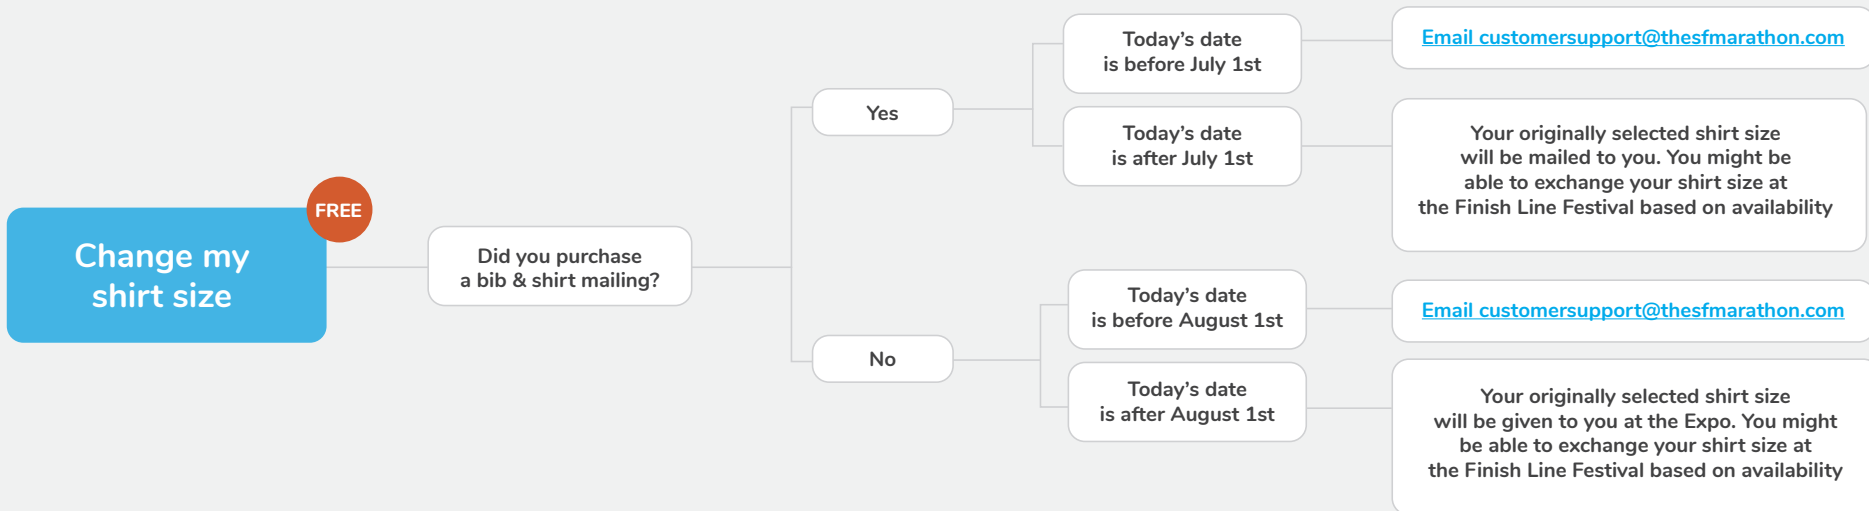 Change my
shirt size
FREE
Did you purchase
a bib & shirt mailing?
Yes
Today's date
is before July 1st
Email customersupport@thesfmarathon.com
Today's date
is after July 1st
Your originally selected shirt size
will be mailed to you. You might be
able to exchange your shirt size at
the Finish Line Festival based on availability
No
Today's date
is before August 1st
Email customersupport@thesfmarathon.com
Today's date
is after August 1st
Your originally selected shirt size
will be given to you at the Expo. You might
be able to exchange your shirt size at
the Finish Line Festival based on availability